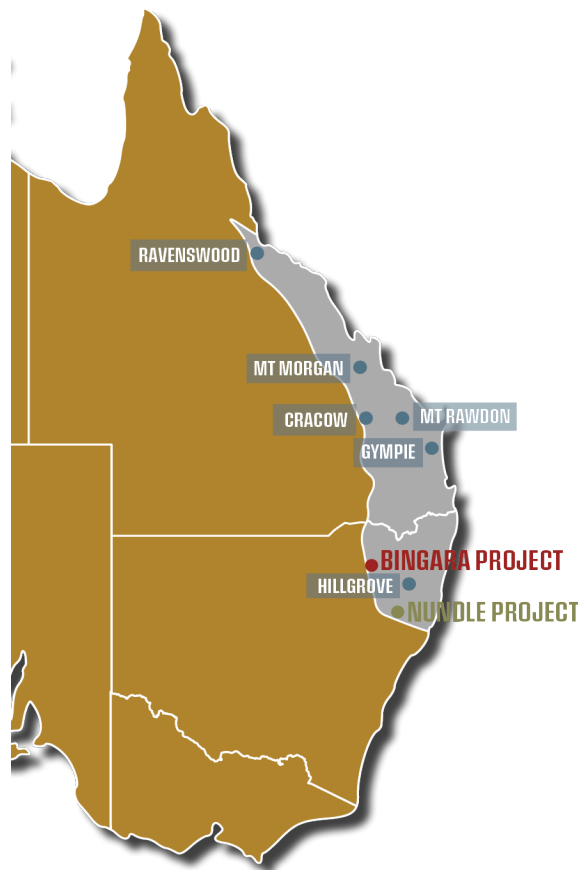 RAVENSWOOD
MT MORGAN
CRACOW
MT RAWDON
GYMPIE
BINGARA PROJECT
HILLGROVE
NUNDLE PROJECT